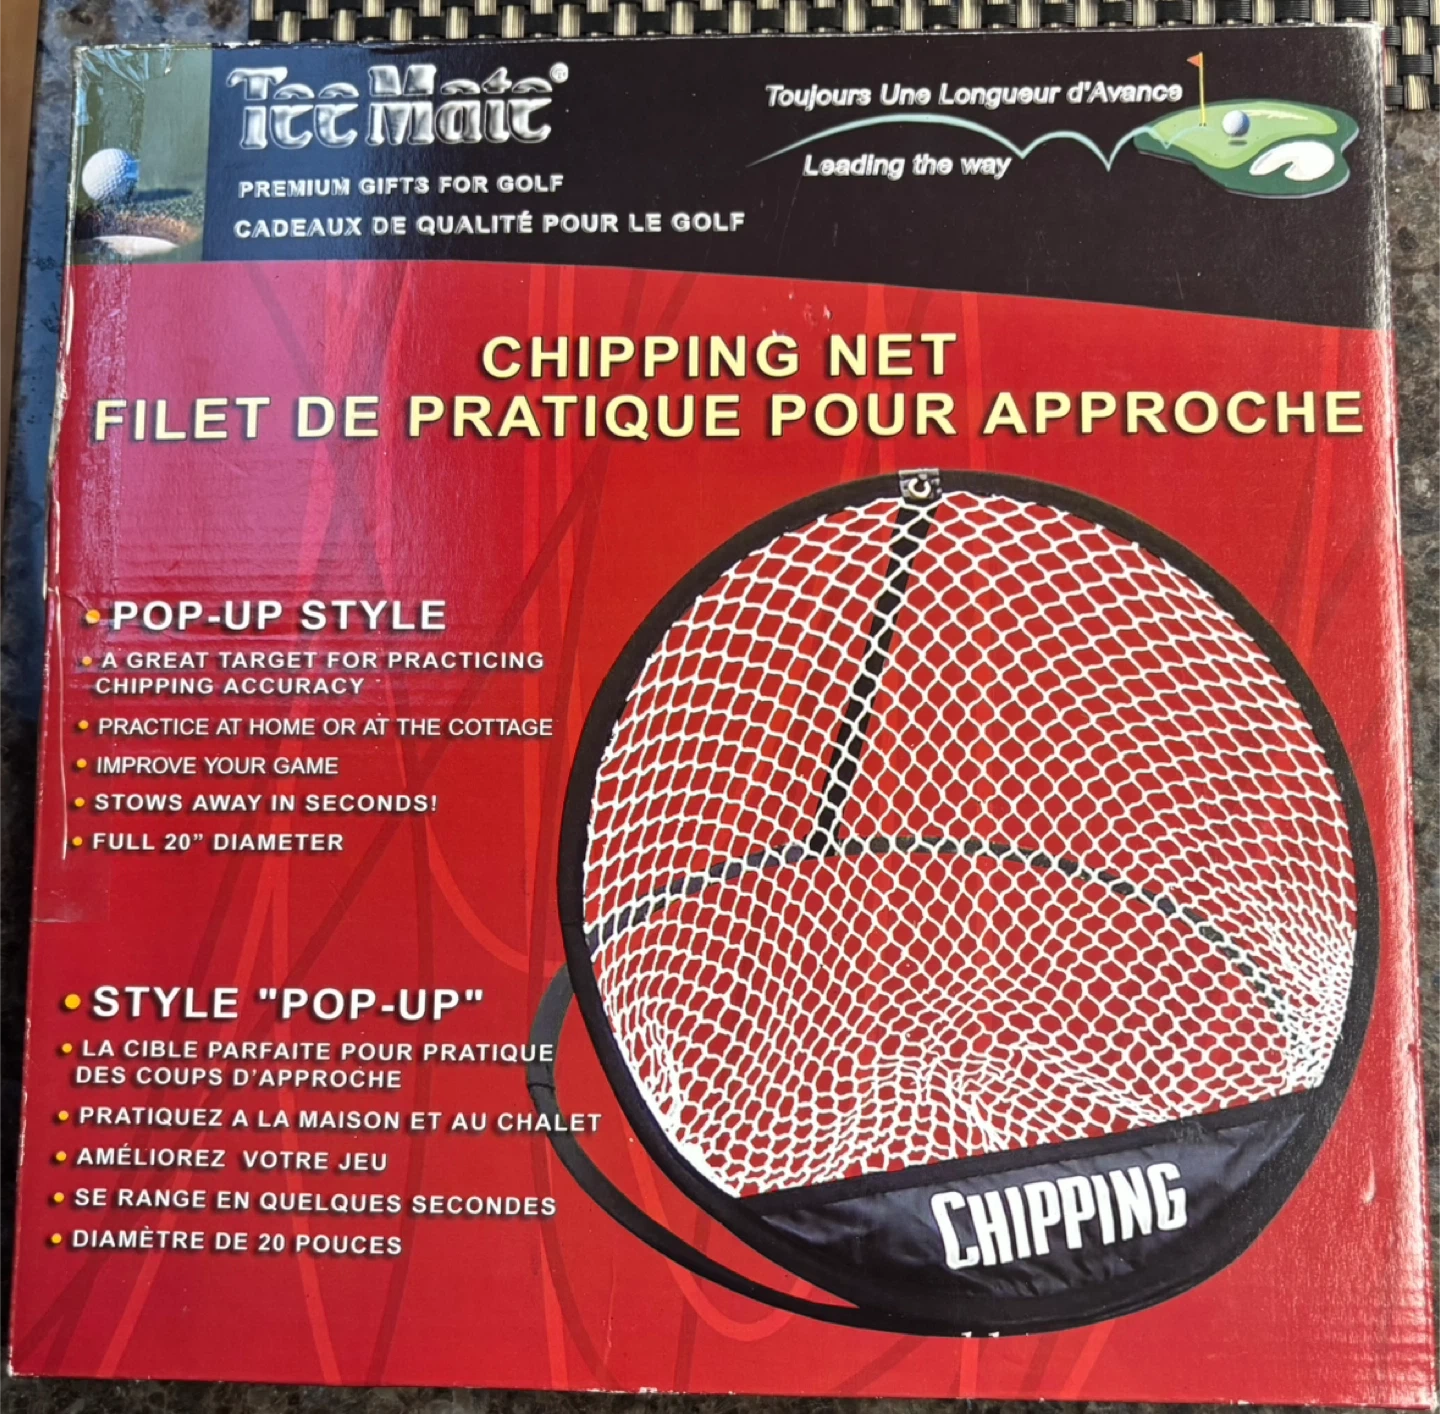 Tee Mate®
PREMIUM GIFTS FOR GOLF
CADEAUX DE QUALITÉ POUR LE GOLF
Toujours Une Longueur d'Avance
Leading the way
CHIPPING NET
FILET DE PRATIQUE POUR APPROCHE
• POP-UP STYLE
• A GREAT TARGET FOR PRACTICING
CHIPPING ACCURACY
• PRACTICE AT HOME OR AT THE COTTAGE
• IMPROVE YOUR GAME
• STOWS AWAY IN SECONDS!
• FULL 20” DIAMETER
• STYLE "POP-UP"
• LA CIBLE PARFAITE POUR PRATIQUE
DES COUPS D’APPROCHE
• PRATIQUEZ A LA MAISON ET AU CHALET
• AMÉLIOREZ VOTRE JEU
• SE RANGE EN QUELQUES SECONDES
• DIAMÈTRE DE 20 POUCES
CHIPPING